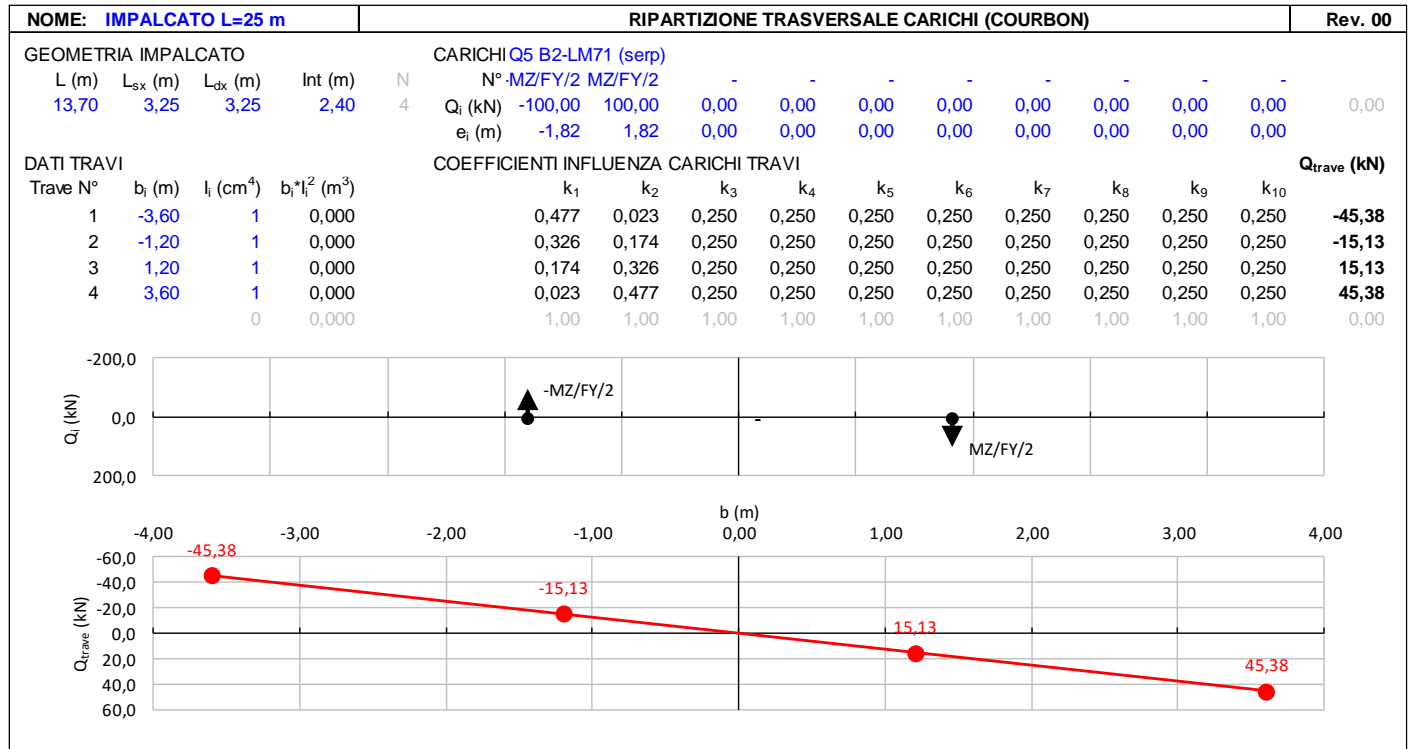 NOME: IMPALCATO L=25 m RIPARTIZIONE TRASVERSALE CARICHI (COURBON) Rev. 00
GEOMETRIA IMPALCATO CARICHI Q5 B2-LM71 (serp)
L (m) Lsx (m) Ldx (m) Int (m) N N° -MZ/FY/2 MZ/FY/2 - - - - - - - -
13,70 3,25 3,25 2,40 4 Qi (kN) -100,00 100,00 0,00 0,00 0,00 0,00 0,00 0,00 0,00 0,00 0,00
ei (m) -1,82 1,82 0,00 0,00 0,00 0,00 0,00 0,00 0,00 0,00
DATI TRAVI COEFFICIENTI INFLUENZA CARICHI TRAVI Qtrave (kN)
Trave N° bi (m) Ii (cm⁴) bi*Ii² (m³) k1 k2 k3 k4 k5 k6 k7 k8 k9 k10
1 -3,60 1 0,000 0,477 0,023 0,250 0,250 0,250 0,250 0,250 0,250 0,250 0,250 -45,38
2 -1,20 1 0,000 0,326 0,174 0,250 0,250 0,250 0,250 0,250 0,250 0,250 0,250 -15,13
3 1,20 1 0,000 0,174 0,326 0,250 0,250 0,250 0,250 0,250 0,250 0,250 0,250 15,13
4 3,60 1 0,000 0,023 0,477 0,250 0,250 0,250 0,250 0,250 0,250 0,250 0,250 45,38
0 0,000 1,00 1,00 1,00 1,00 1,00 1,00 1,00 1,00 1,00 1,00 0,00
-200,0
-MZ/FY/2
Qi (kN)
0,0
-
MZ/FY/2
200,0
b (m)
-4,00 -3,00 -2,00 -1,00 0,00 1,00 2,00 3,00 4,00
-60,0
-45,38
-40,0
-15,13
-20,0
Qtrave (kN)
0,0
15,13
20,0
45,38
40,0
60,0